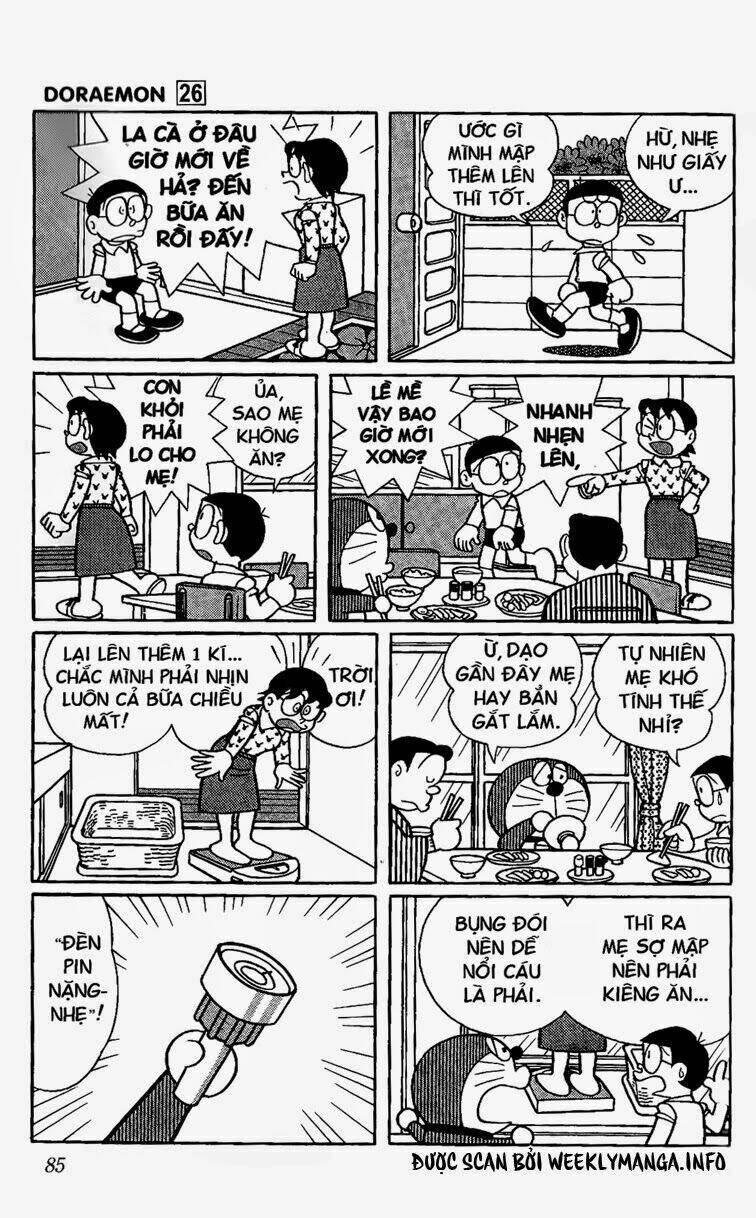 DORAEMON 26
HỪ, NHẸ
NHƯ GIẤY
Ư...
ƯỚC GÌ
MÌNH MẬP
THÊM LÊN
THÌ TỐT.
LA CÀ Ở ĐÂU
GIỜ MỚI VỀ
HẢ? ĐẾN
BỮA ĂN
RỒI ĐẤY!
NHANH
NHẸN
LÊN,
LỀ MỀ
VẬY BAO
GIỜ MỚI
XONG?
ỦA,
SAO MẸ
KHÔNG
ĂN?
CON
KHỎI
PHẢI
LO CHO
MẸ!
TỰ NHIÊN
MẸ KHÓ
TÍNH THẾ
NHỈ?
Ừ, DẠO
GẦN ĐÂY MẸ
HAY BẲN
GẮT LẮM.
TRỜI
ƠI!
LẠI LÊN THÊM 1 KÍ...
CHẮC MÌNH PHẢI NHỊN
LUÔN CẢ BỮA CHIỀU
MẤT!
THÌ RA
MẸ SỢ MẬP
NÊN PHẢI
KIÊNG ĂN...
BỤNG ĐÓI
NÊN DỄ
NỔI CÁU
LÀ PHẢI.
"ĐÈN
PIN
NẶNG-
NHẸ"!
85
ĐƯỢC SCAN BỞI WEEKLYMANGA.INFO